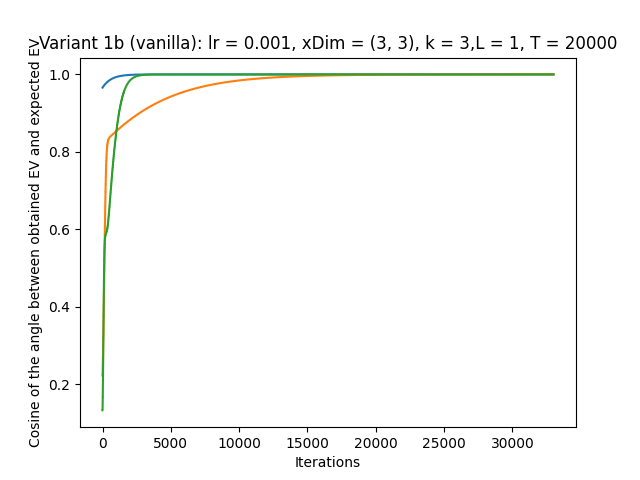 Variant 1b (vanilla): lr = 0.001, xDim = (3, 3), k = 3,L = 1, T = 20000
Cosine of the angle between obtained EV and expected EV
1.0
0.8
0.6
0.4
0.2
0 5000 10000 15000 20000 25000 30000
Iterations